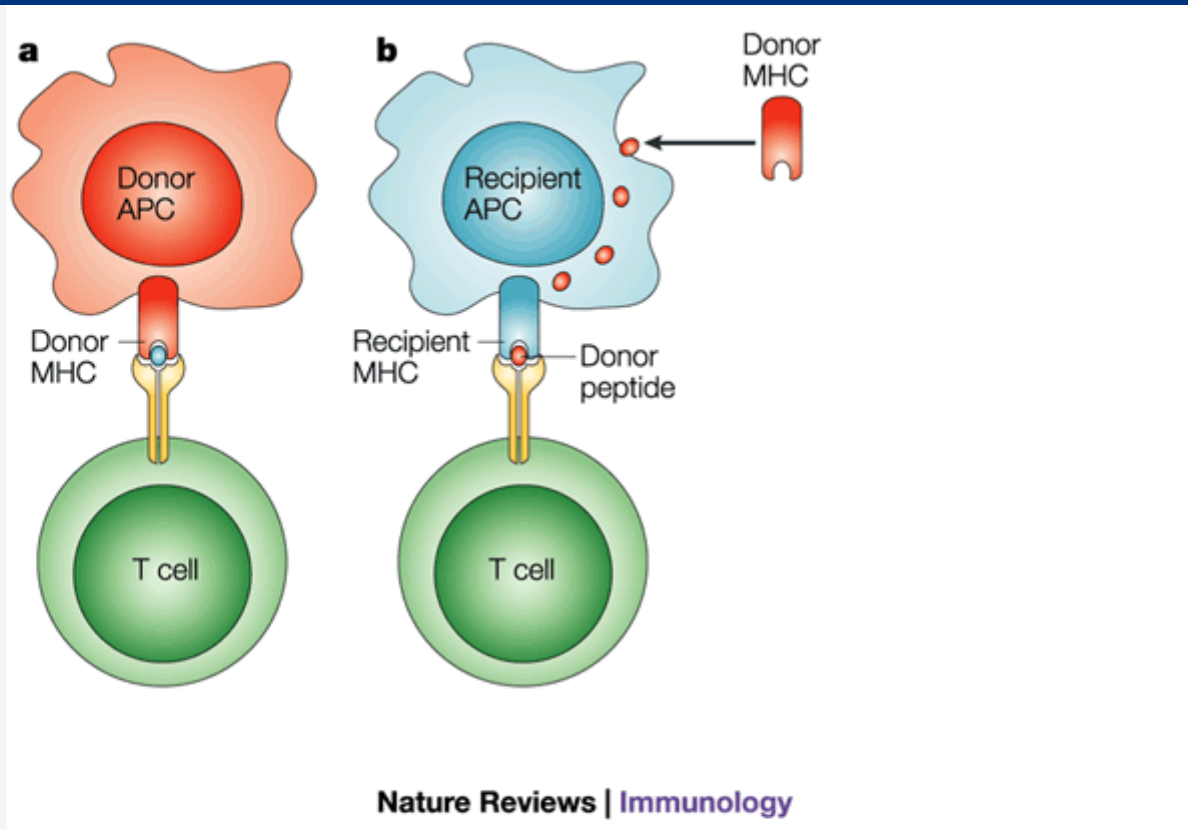 a
Donor
APC
Donor
MHC
T cell
b
Recipient
APC
Donor
MHC
Recipient
MHC
Donor
peptide
T cell
Nature Reviews | Immunology